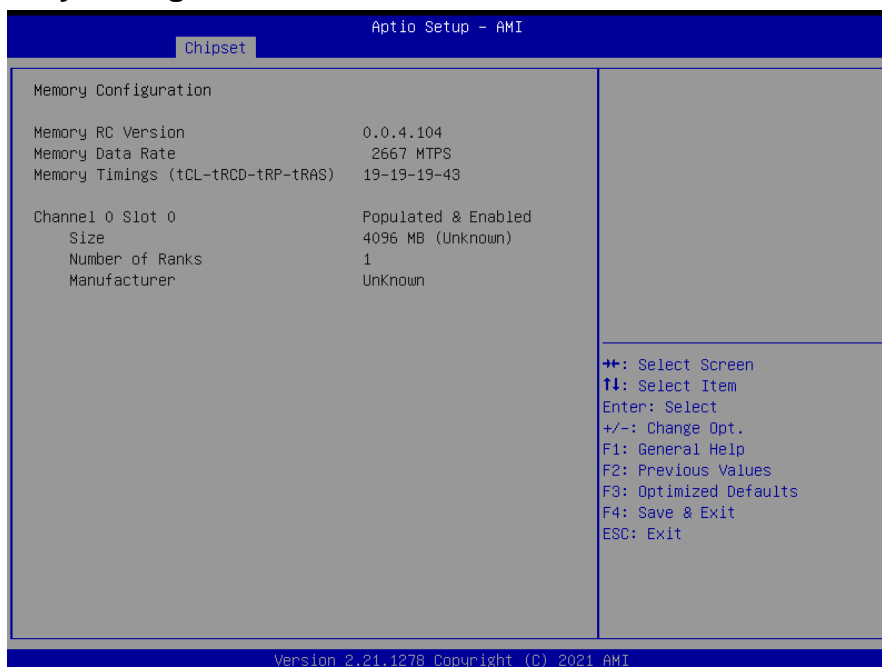 Aptio Setup – AMI
Chipset
Memory Configuration
Memory RC Version 0.0.4.104
Memory Data Rate 2667 MTPS
Memory Timings (tCL-tRCD-tRP-tRAS) 19-19-19-43
Channel 0 Slot 0 Populated & Enabled
Size 4096 MB (Unknown)
Number of Ranks 1
Manufacturer UnKnown
→←: Select Screen
↑↓: Select Item
Enter: Select
+/-: Change Opt.
F1: General Help
F2: Previous Values
F3: Optimized Defaults
F4: Save & Exit
ESC: Exit
Version 2.21.1278 Copyright (C) 2021 AMI